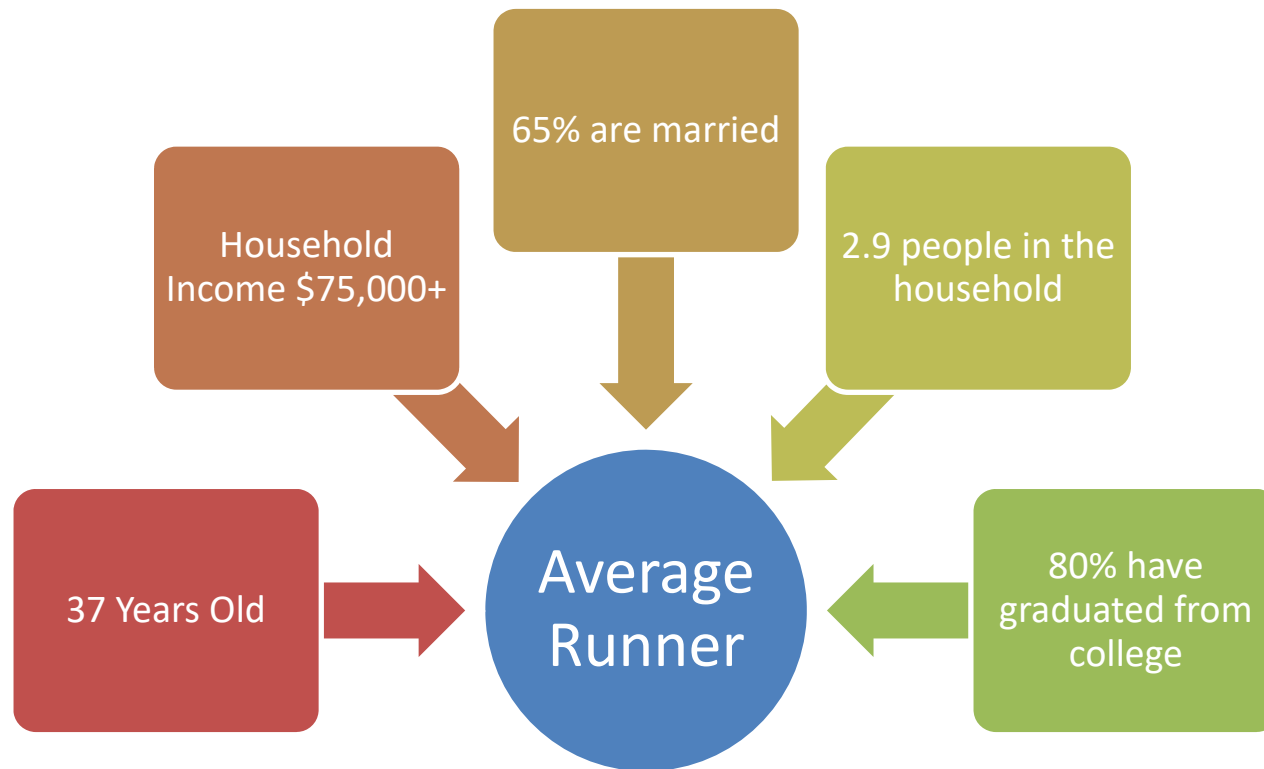 65% are married
Household
Income $75,000+
2.9 people in the
household
37 Years Old
Average
Runner
80% have
graduated from
college